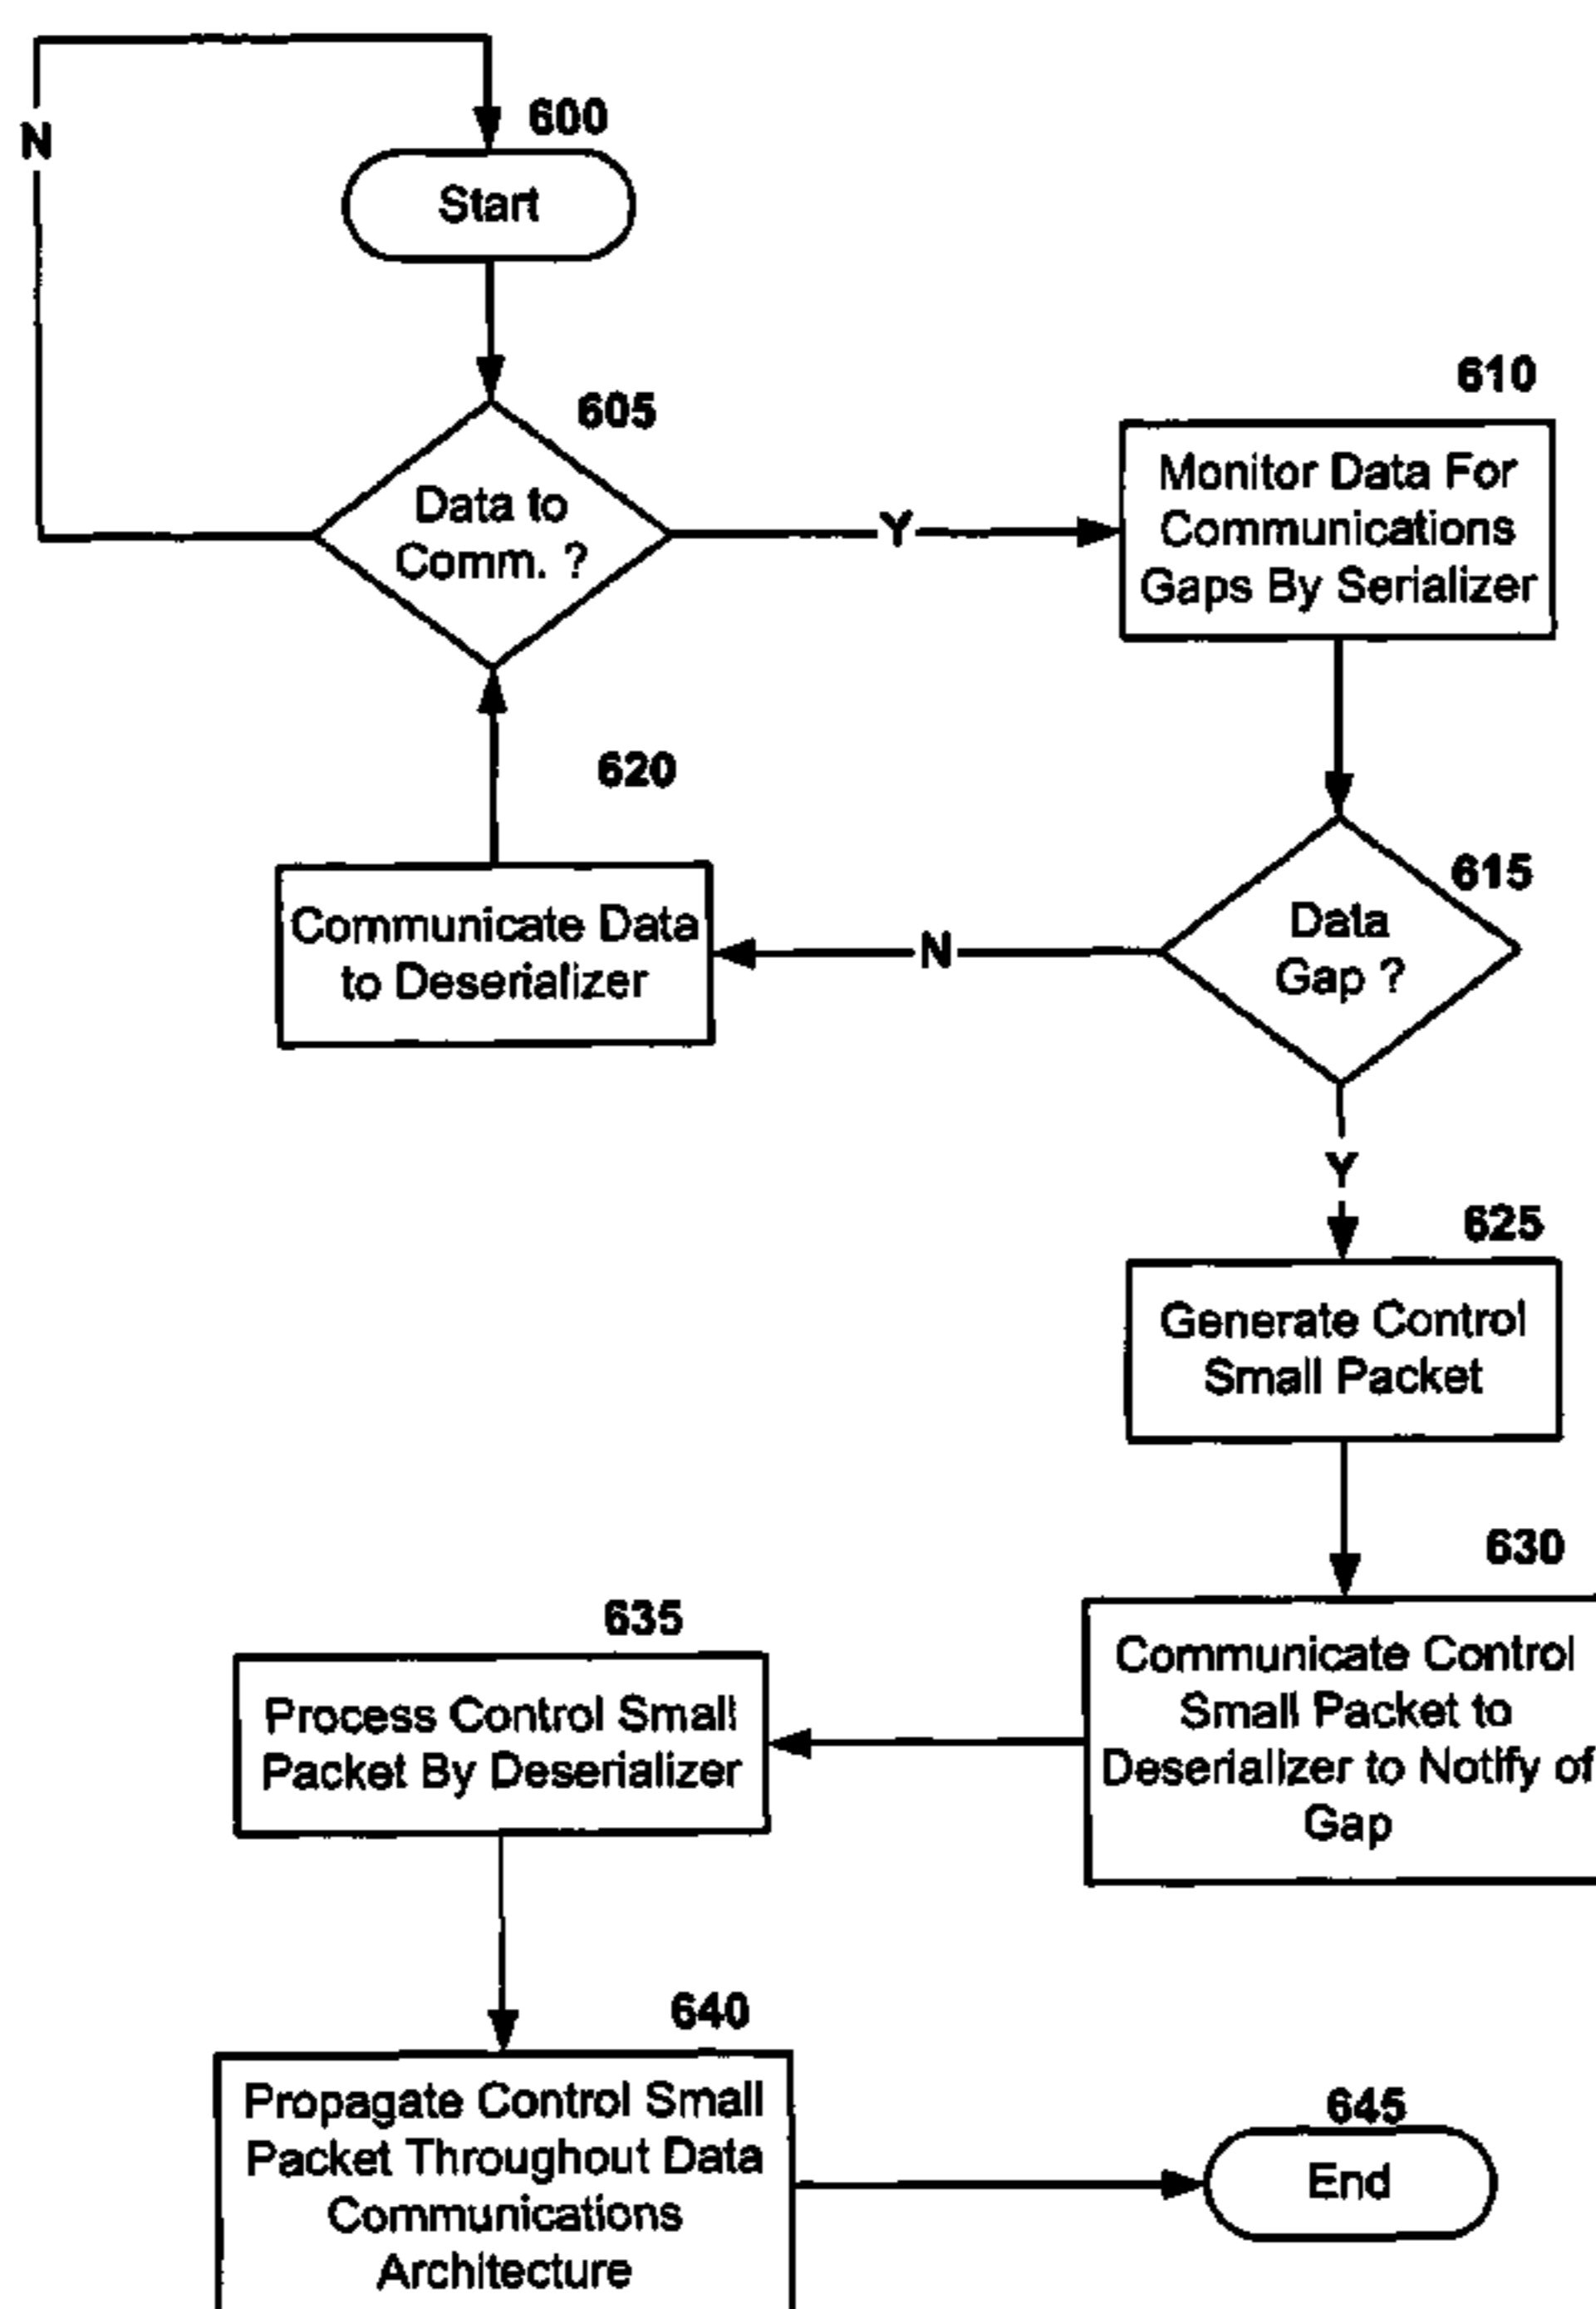 N
600
Start
605
Data to
Comm. ?
Y
610
Monitor Data For
Communications
Gaps By Serializer
615
Data
Gap ?
N
620
Communicate Data
to Deserializer
Y
625
Generate Control
Small Packet
630
Communicate Control
Small Packet to
Deserializer to Notify of
Gap
635
Process Control Small
Packet By Deserializer
640
Propagate Control Small
Packet Throughout Data
Communications
Architecture
645
End